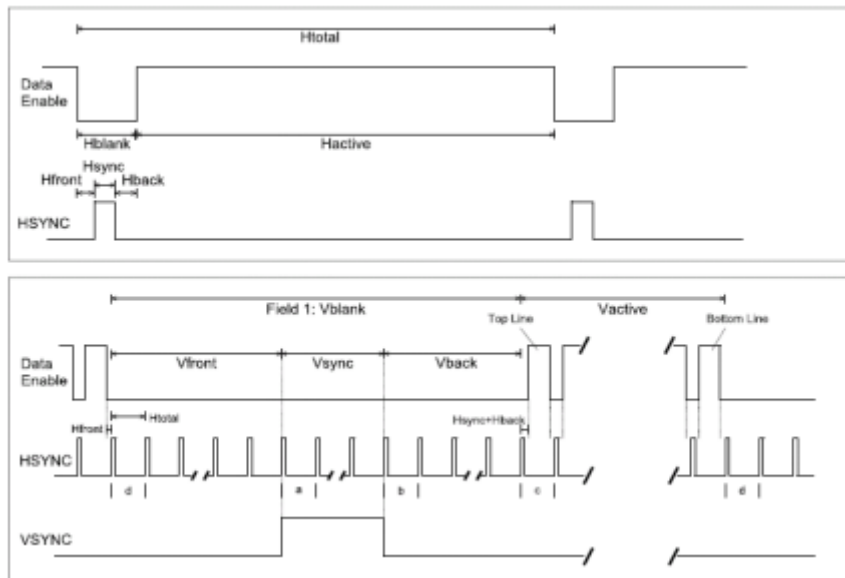 Htotal
Data
Enable
Hblank
Hactive
Hsync
Hfront
Hback
HSYNC
Field 1: Vblank
Vactive
Top Line
Bottom Line
Data
Enable
Vfront
Vsync
Vback
Hfront
Htotal
Hsync+Hback
HSYNC
d
a
b
c
d
VSYNC